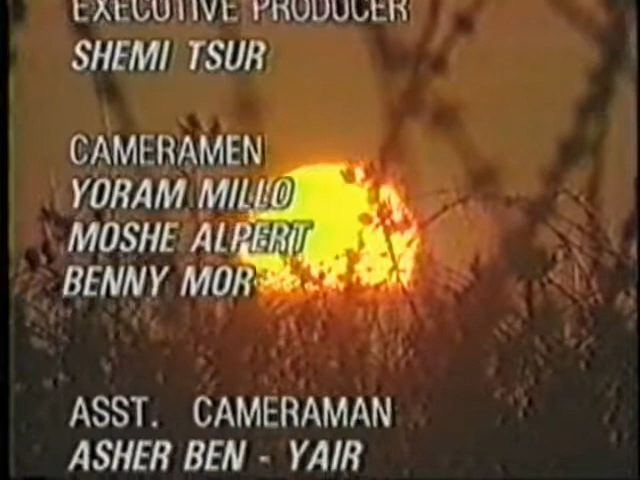 EXECUTIVE PRODUCER
SHEMI TSUR
CAMERAMEN
YORAM MILLO
MOSHE ALPERT
BENNY MOR
ASST. CAMERAMAN
ASHER BEN - YAIR